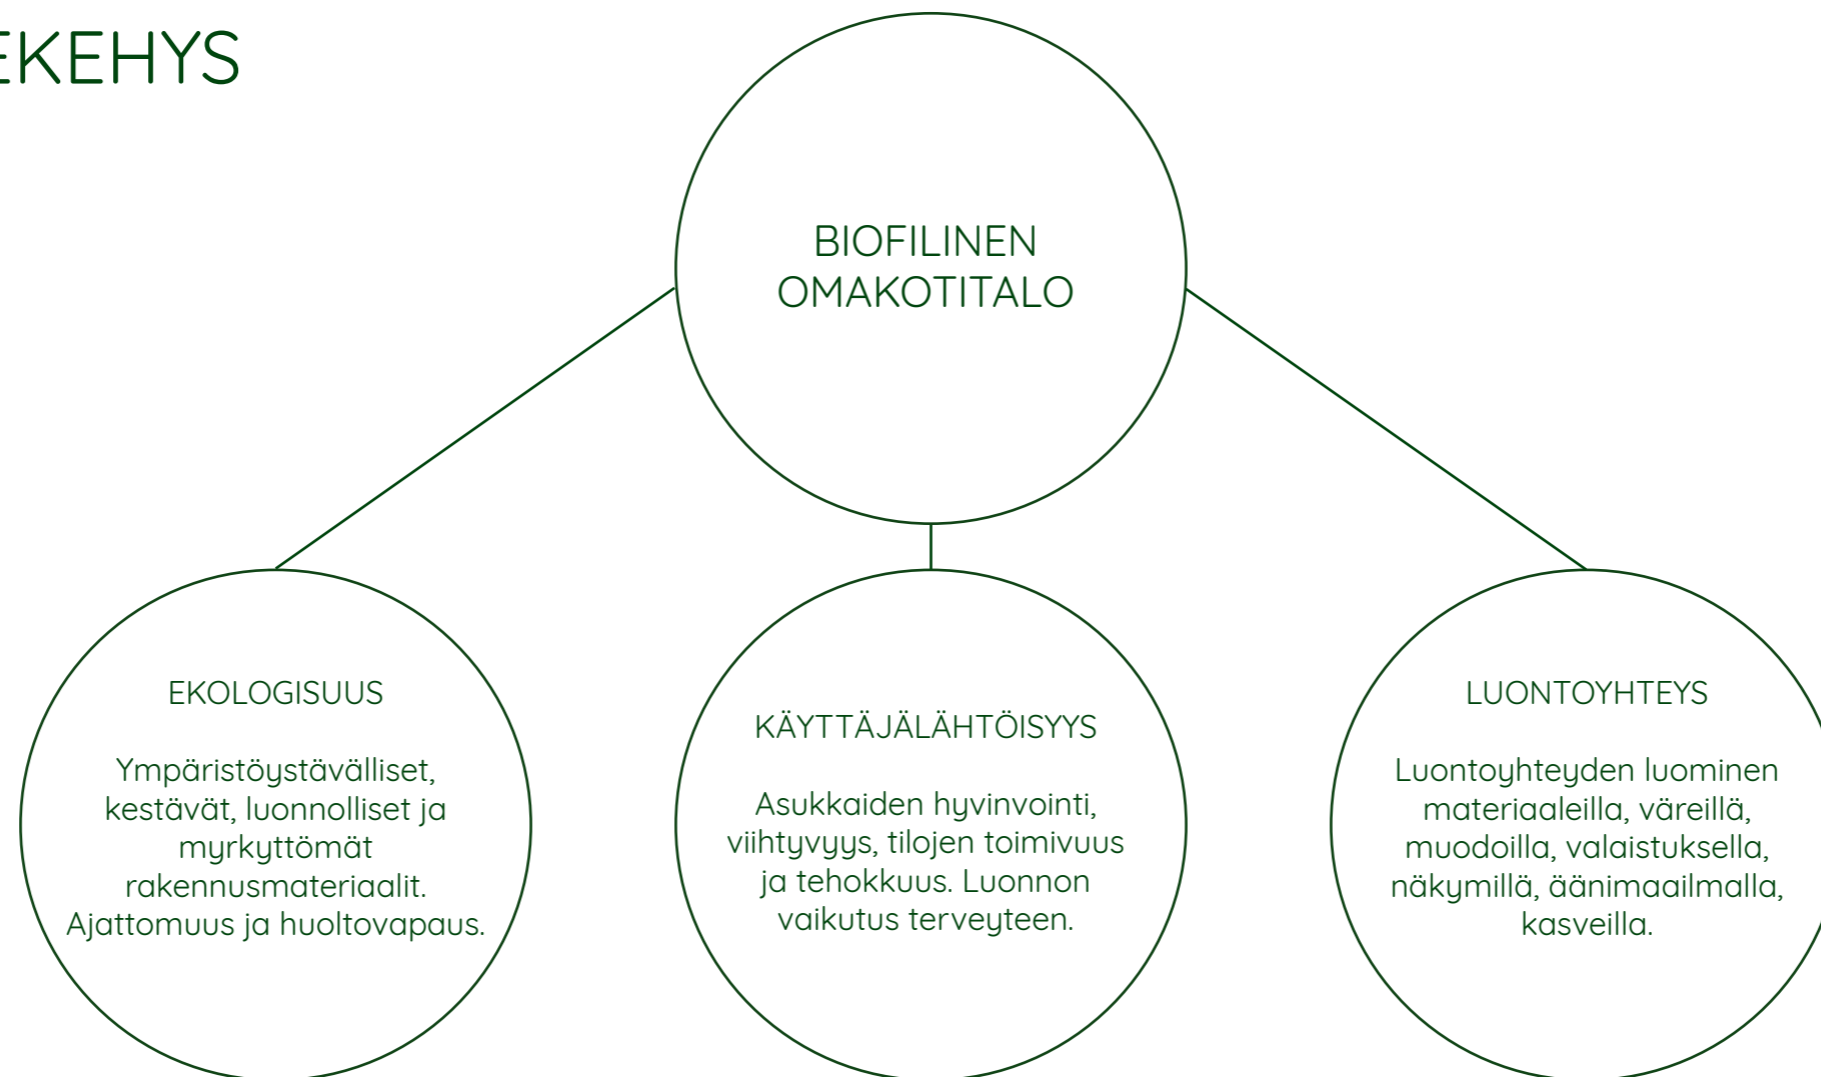 EKEHYS
BIOFILINEN
OMAKOTITALO
EKOLOGISUUS
Ympäristöystävälliset,
kestävät, luonnolliset ja
myrkyttömät
rakennusmateriaalit.
Ajattomuus ja huoltovapaus.
KÄYTTÄJÄLÄHTÖISYYS
Asukkaiden hyvinvointi,
viihtyvyys, tilojen toimivuus
ja tehokkuus. Luonnon
vaikutus terveyteen.
LUONTOYHTEYS
Luontoyhteyden luominen
materiaaleilla, väreillä,
muodoilla, valaistuksella,
näkymillä, äänimaailmalla,
kasveilla.